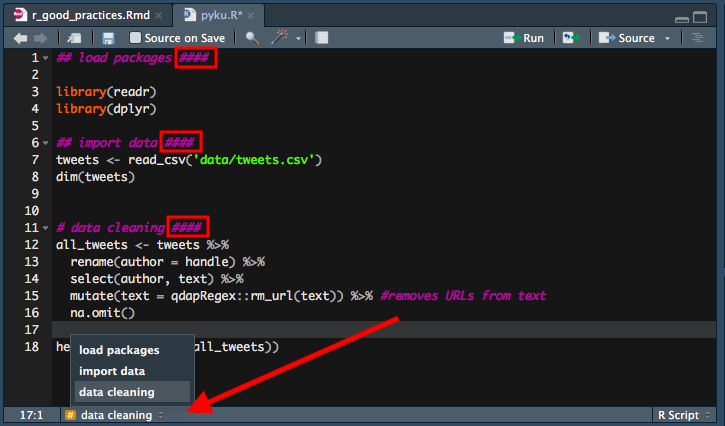 r_good_practices.Rmd × pyku.R* ×
Source on Save Run Source
1 ## load packages ####
2
3 library(readr)
4 library(dplyr)
5
6 ## import data ####
7 tweets <- read_csv('data/tweets.csv')
8 dim(tweets)
9
10
11 # data cleaning ####
12 all_tweets <- tweets %>%
13 rename(author = handle) %>%
14 select(author, text) %>%
15 mutate(text = qdapRegex::rm_url(text)) %>% #removes URLs from text
16 na.omit()
17
18 he all_tweets))
load packages
import data
data cleaning
17:1 # data cleaning R Script